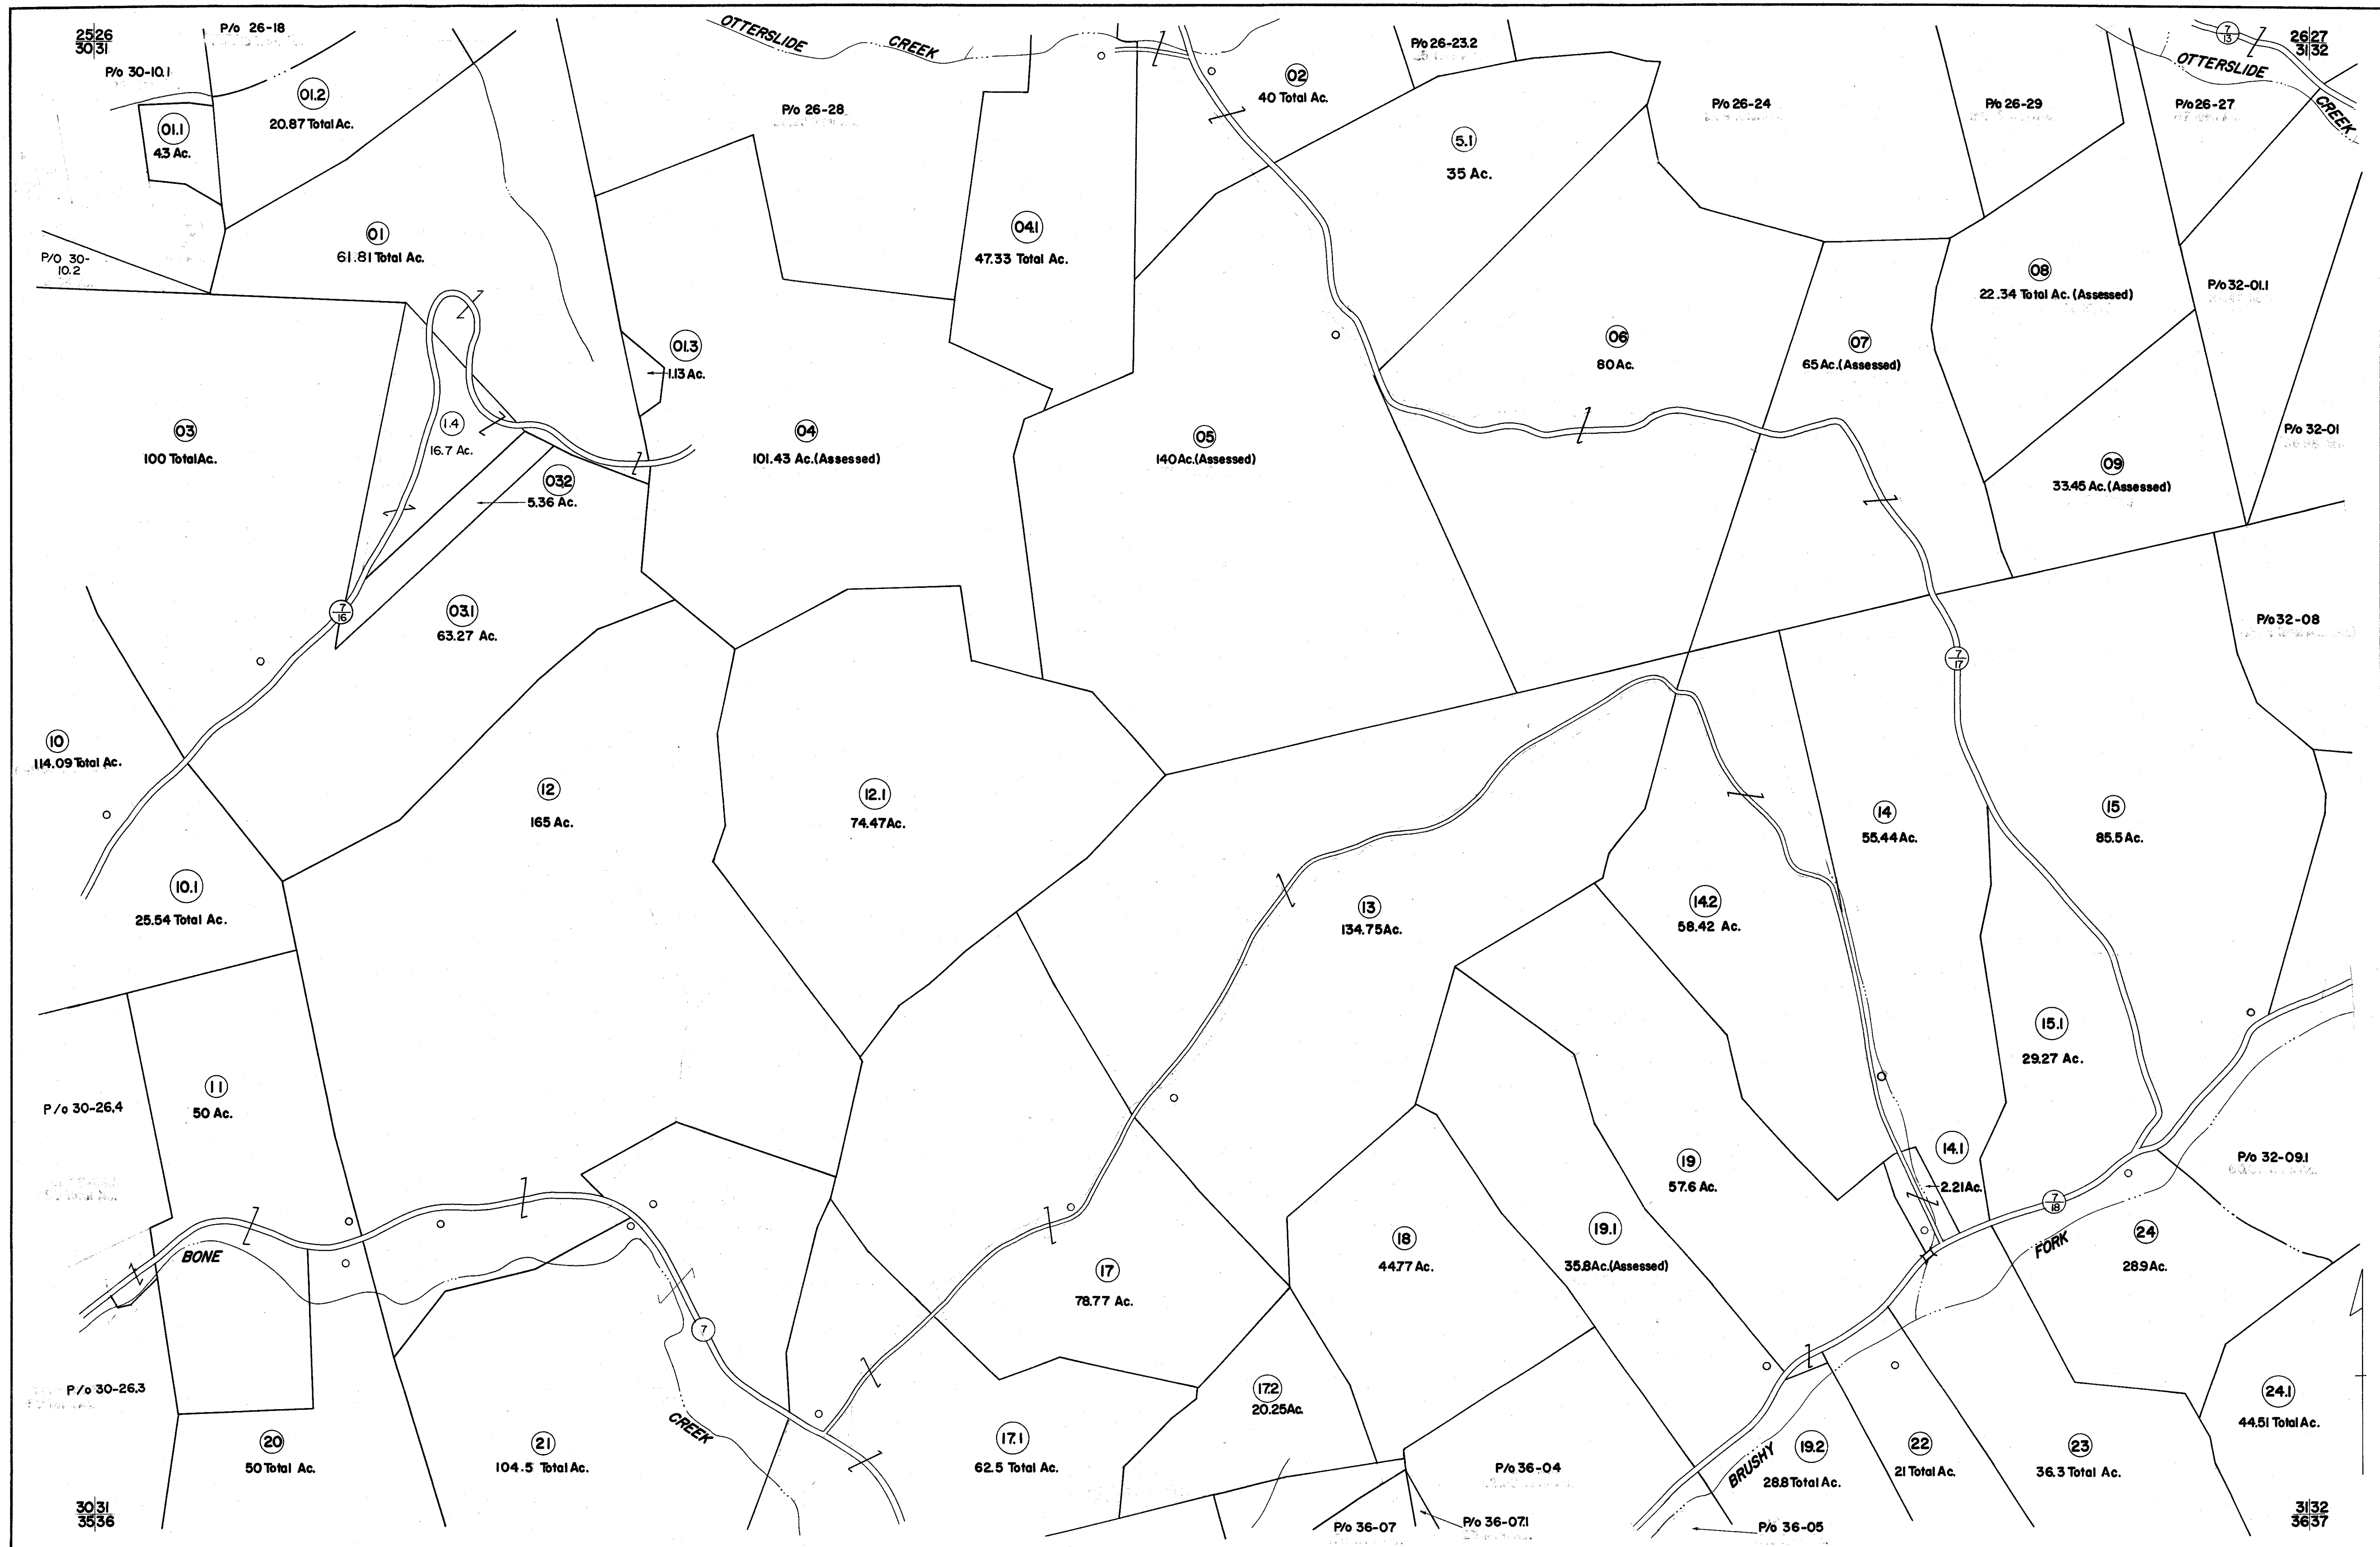 25 26
30 31
P/o 26-18
P/o 30-10.1
01.2
20.87 Total Ac.
01.1
4.3 Ac.
OTTERSLIDE CREEK
P/o 26-28
02
40 Total Ac.
P/o 26-23.2
5.1
35 Ac.
P/o 26-24
P/o 26-29
P/o 26-27
7
13
26 27
31 32
OTTERSLIDE CREEK
P/o 30-
10.2
01
61.81 Total Ac.
04.1
47.33 Total Ac.
08
22.34 Total Ac. (Assessed)
P/o 32-01.1
01.3
1.13 Ac.
06
80 Ac.
07
65 Ac. (Assessed)
03
100 Total Ac.
1.4
16.7 Ac.
04
101.43 Ac. (Assessed)
05
140 Ac. (Assessed)
P/o 32-01
09
33.45 Ac. (Assessed)
03.2
5.36 Ac.
7
16
03.1
63.27 Ac.
P/o 32-08
7
17
10
114.09 Total Ac.
12
165 Ac.
12.1
74.47 Ac.
14
55.44 Ac.
15
85.5 Ac.
10.1
25.54 Total Ac.
13
134.75 Ac.
14.2
58.42 Ac.
15.1
29.27 Ac.
P/o 30-26.4
11
50 Ac.
14.1
2.21 Ac.
P/o 32-09.1
19
57.6 Ac.
7
18
BONE
18
44.77 Ac.
19.1
35.8 Ac. (Assessed)
FORK
24
28.9 Ac.
17
78.77 Ac.
7
P/o 30-26.3
17.2
20.25 Ac.
24.1
44.51 Total Ac.
CREEK
20
50 Total Ac.
21
104.5 Total Ac.
17.1
62.5 Total Ac.
P/o 36-04
BRUSHY
19.2
28.8 Total Ac.
22
21 Total Ac.
23
36.3 Total Ac.
30 31
35 36
P/o 36-07
P/o 36-07.1
P/o 36-05
31 32
36 37